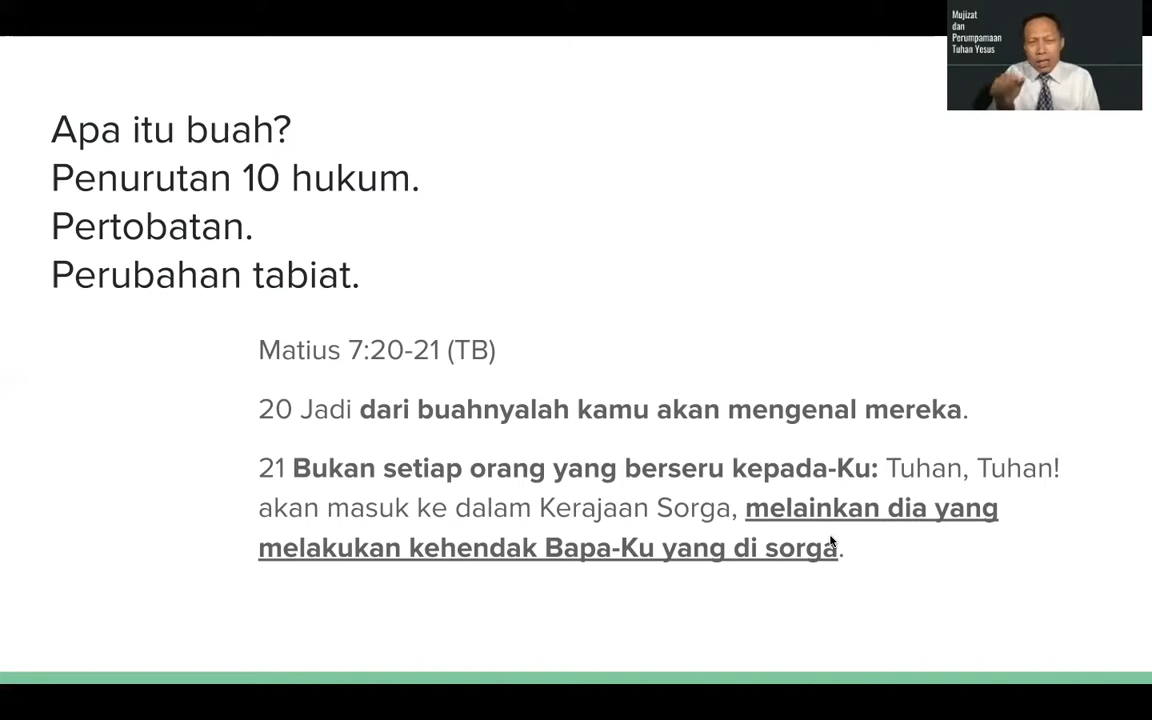 Mujizat
dan
Perumpamaan
Tuhan Yesus
Apa itu buah?
Penurutan 10 hukum.
Pertobatan.
Perubahan tabiat.
Matius 7:20-21 (TB)
20 Jadi dari buahnyalah kamu akan mengenal mereka.
21 Bukan setiap orang yang berseru kepada-Ku: Tuhan, Tuhan!
akan masuk ke dalam Kerajaan Sorga, melainkan dia yang
melakukan kehendak Bapa-Ku yang di sorga.